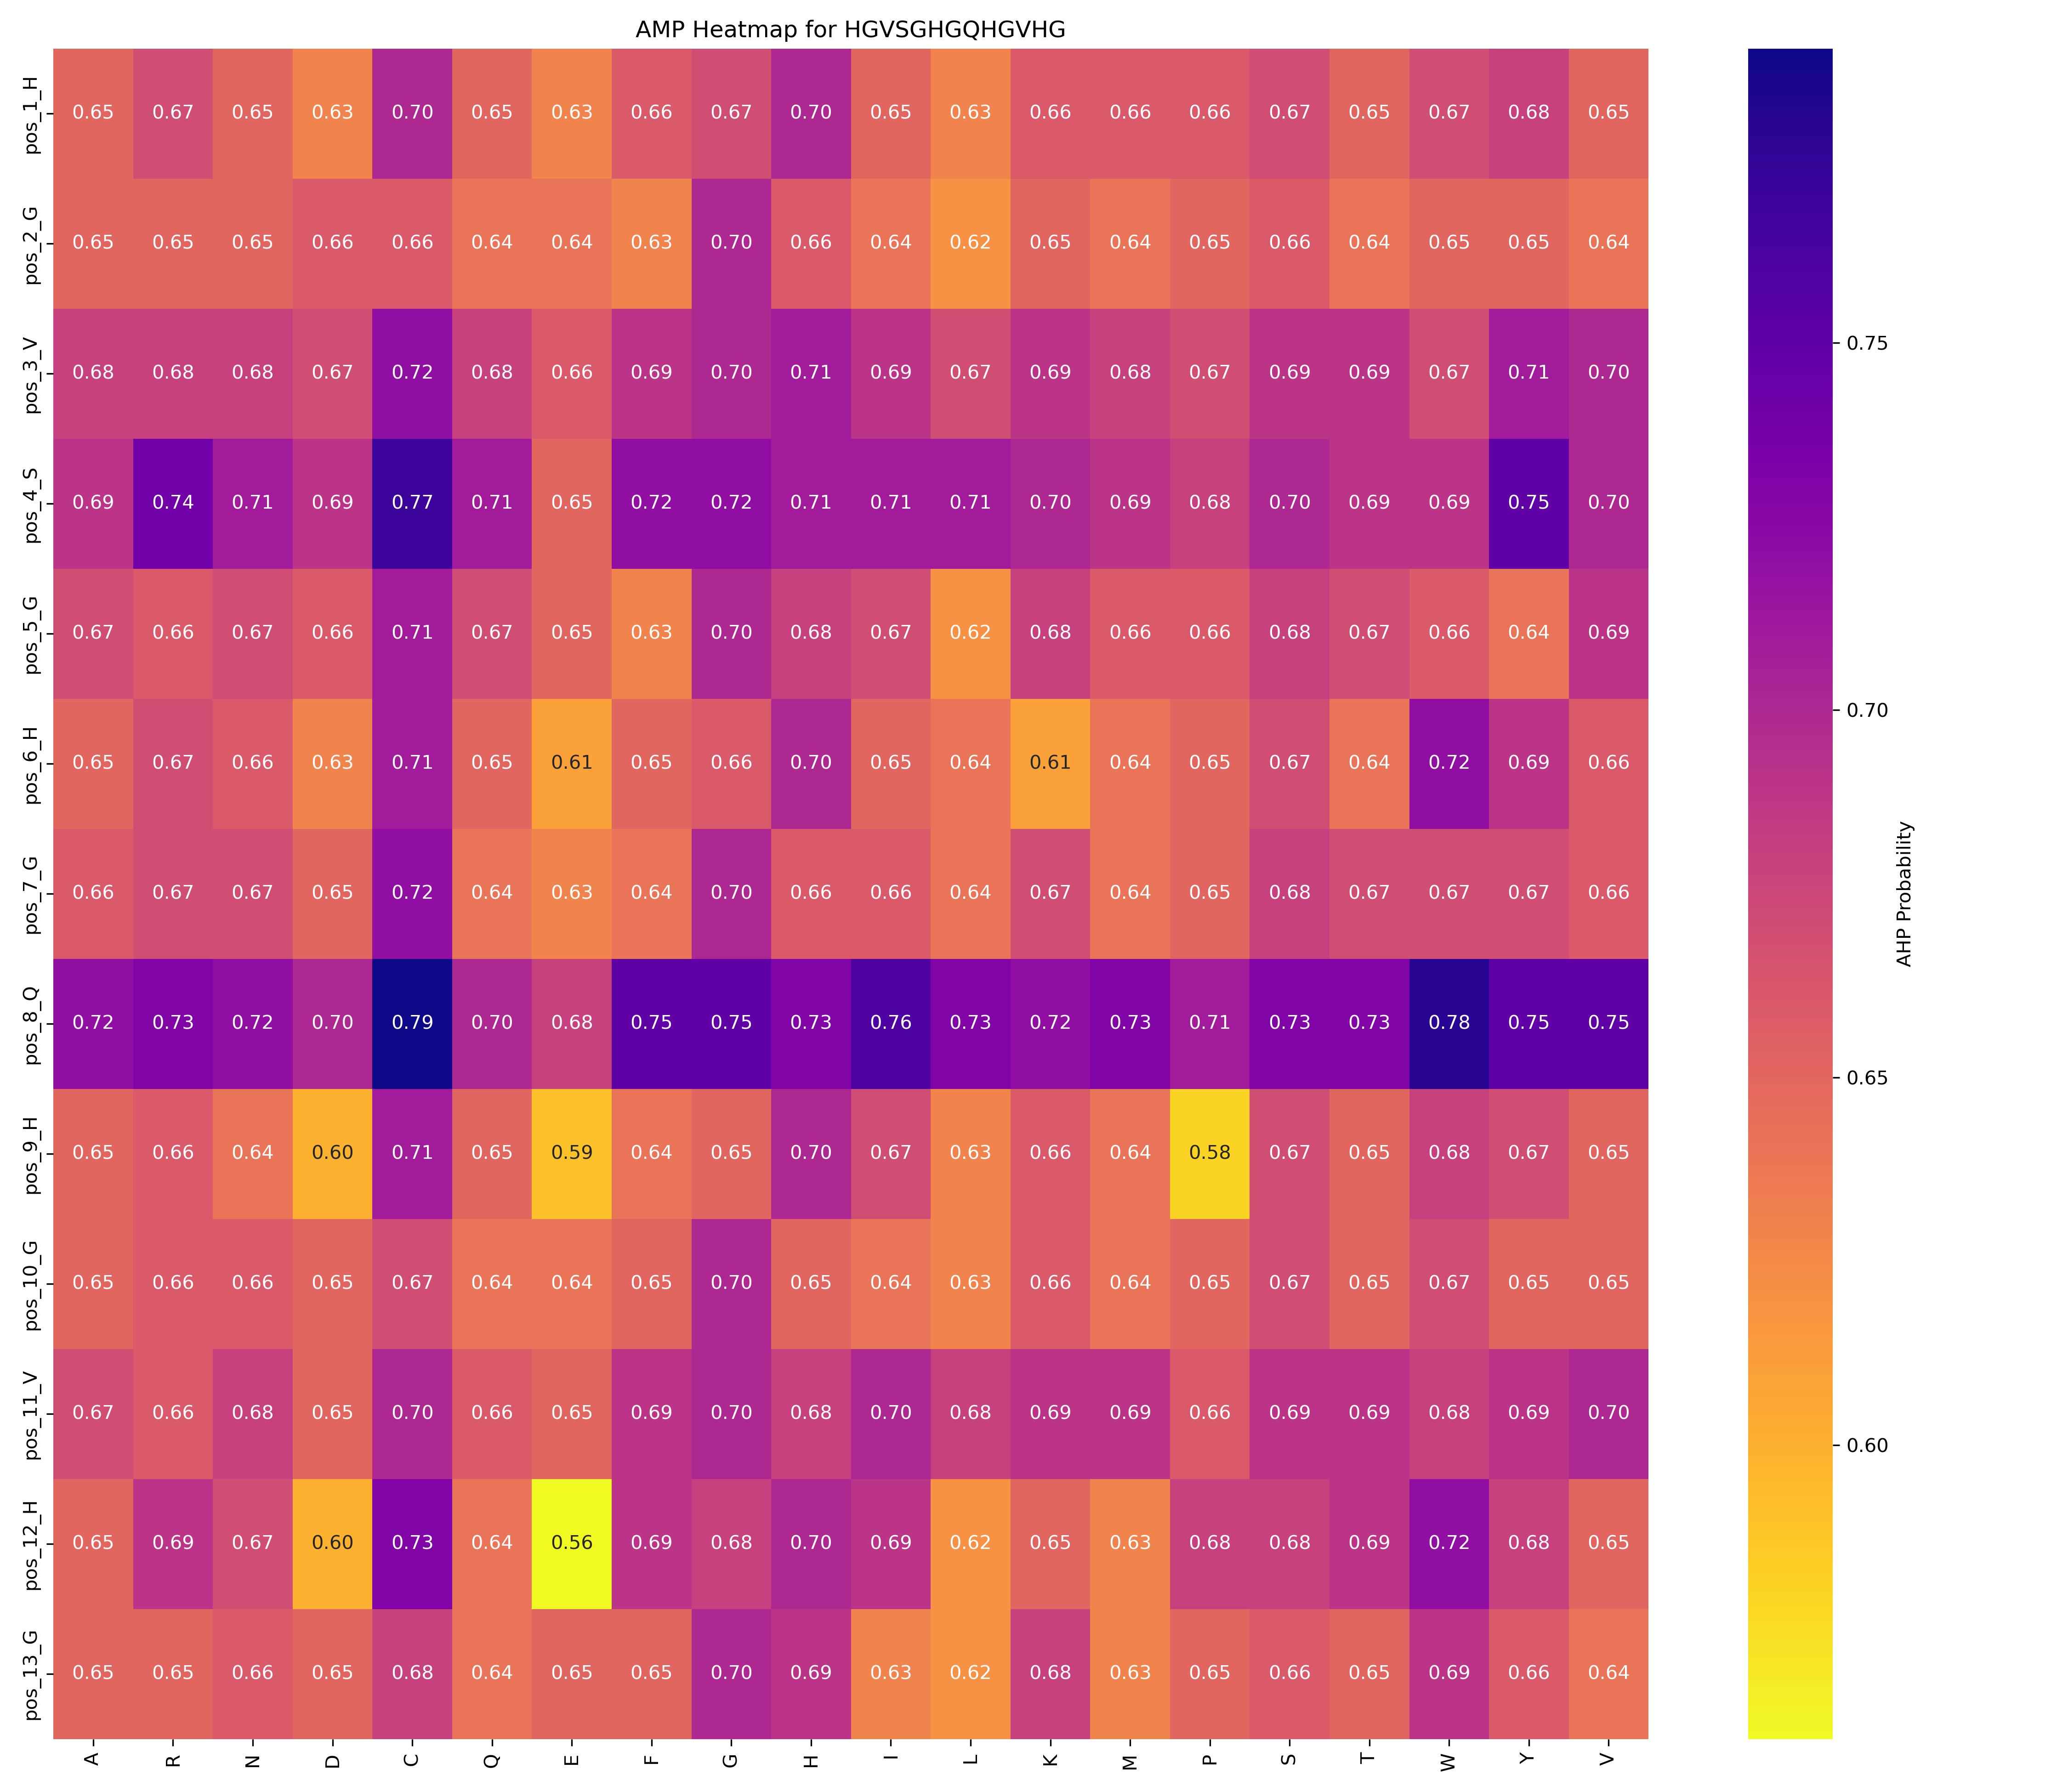 AMP Heatmap for HGVSGHGQHGVHG
pos_1_H 0.65 0.67 0.65 0.63 0.70 0.65 0.63 0.66 0.67 0.70 0.65 0.63 0.66 0.66 0.66 0.67 0.65 0.67 0.68 0.65
pos_2_G 0.65 0.65 0.65 0.66 0.66 0.64 0.64 0.63 0.70 0.66 0.64 0.62 0.65 0.64 0.65 0.66 0.64 0.65 0.65 0.64
pos_3_V 0.68 0.68 0.68 0.67 0.72 0.68 0.66 0.69 0.70 0.71 0.69 0.67 0.69 0.68 0.67 0.69 0.69 0.67 0.71 0.70
pos_4_S 0.69 0.74 0.71 0.69 0.77 0.71 0.65 0.72 0.72 0.71 0.71 0.71 0.70 0.69 0.68 0.70 0.69 0.69 0.75 0.70
pos_5_G 0.67 0.66 0.67 0.66 0.71 0.67 0.65 0.63 0.70 0.68 0.67 0.62 0.68 0.66 0.66 0.68 0.67 0.66 0.64 0.69
pos_6_H 0.65 0.67 0.66 0.63 0.71 0.65 0.61 0.65 0.66 0.70 0.65 0.64 0.61 0.64 0.65 0.67 0.64 0.72 0.69 0.66
pos_7_G 0.66 0.67 0.67 0.65 0.72 0.64 0.63 0.64 0.70 0.66 0.66 0.64 0.67 0.64 0.65 0.68 0.67 0.67 0.67 0.66
pos_8_Q 0.72 0.73 0.72 0.70 0.79 0.70 0.68 0.75 0.75 0.73 0.76 0.73 0.72 0.73 0.71 0.73 0.73 0.78 0.75 0.75
pos_9_H 0.65 0.66 0.64 0.60 0.71 0.65 0.59 0.64 0.65 0.70 0.67 0.63 0.66 0.64 0.58 0.67 0.65 0.68 0.67 0.65
pos_10_G 0.65 0.66 0.66 0.65 0.67 0.64 0.64 0.65 0.70 0.65 0.64 0.63 0.66 0.64 0.65 0.67 0.65 0.67 0.65 0.65
pos_11_V 0.67 0.66 0.68 0.65 0.70 0.66 0.65 0.69 0.70 0.68 0.70 0.68 0.69 0.69 0.66 0.69 0.69 0.68 0.69 0.70
pos_12_H 0.65 0.69 0.67 0.60 0.73 0.64 0.56 0.69 0.68 0.70 0.69 0.62 0.65 0.63 0.68 0.68 0.69 0.72 0.68 0.65
pos_13_G 0.65 0.65 0.66 0.65 0.68 0.64 0.65 0.65 0.70 0.69 0.63 0.62 0.68 0.63 0.65 0.66 0.65 0.69 0.66 0.64
A R N D C Q E F G H I L K M P S T W Y V
0.75
0.70
0.65
0.60
AHP Probability